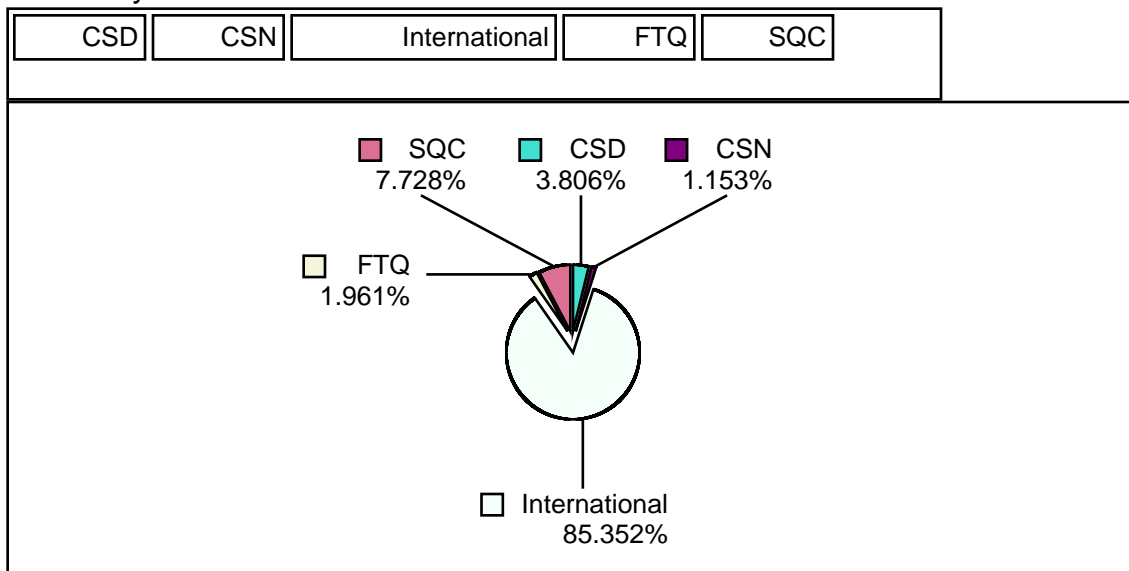 CSD CSN International FTQ SQC
SQC CSD CSN
7.728% 3.806% 1.153%
FTQ
1.961%
International
85.352%